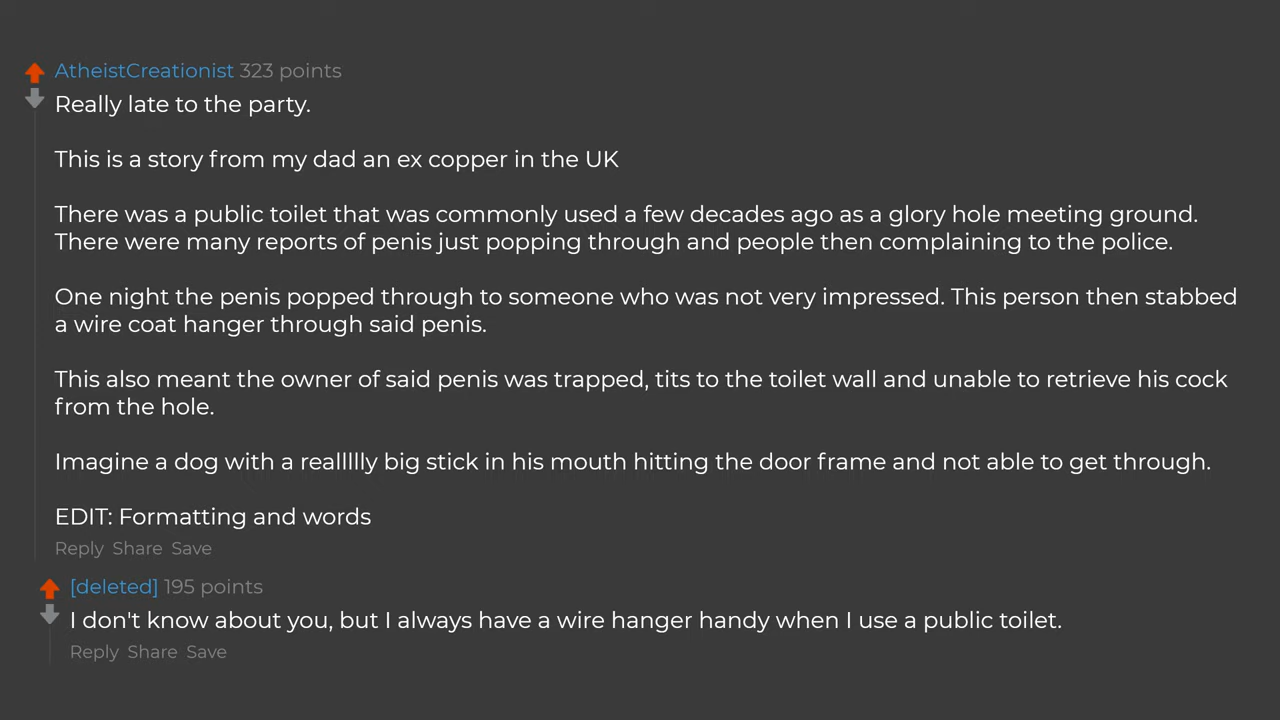 AtheistCreationist 323 points
Really late to the party.
This is a story from my dad an ex copper in the UK
There was a public toilet that was commonly used a few decades ago as a glory hole meeting ground.
There were many reports of penis just popping through and people then complaining to the police.
One night the penis popped through to someone who was not very impressed. This person then stabbed
a wire coat hanger through said penis.
This also meant the owner of said penis was trapped, tits to the toilet wall and unable to retrieve his cock
from the hole.
Imagine a dog with a reallllly big stick in his mouth hitting the door frame and not able to get through.
EDIT: Formatting and words
Reply Share Save
[deleted] 195 points
I don't know about you, but I always have a wire hanger handy when I use a public toilet.
Reply Share Save